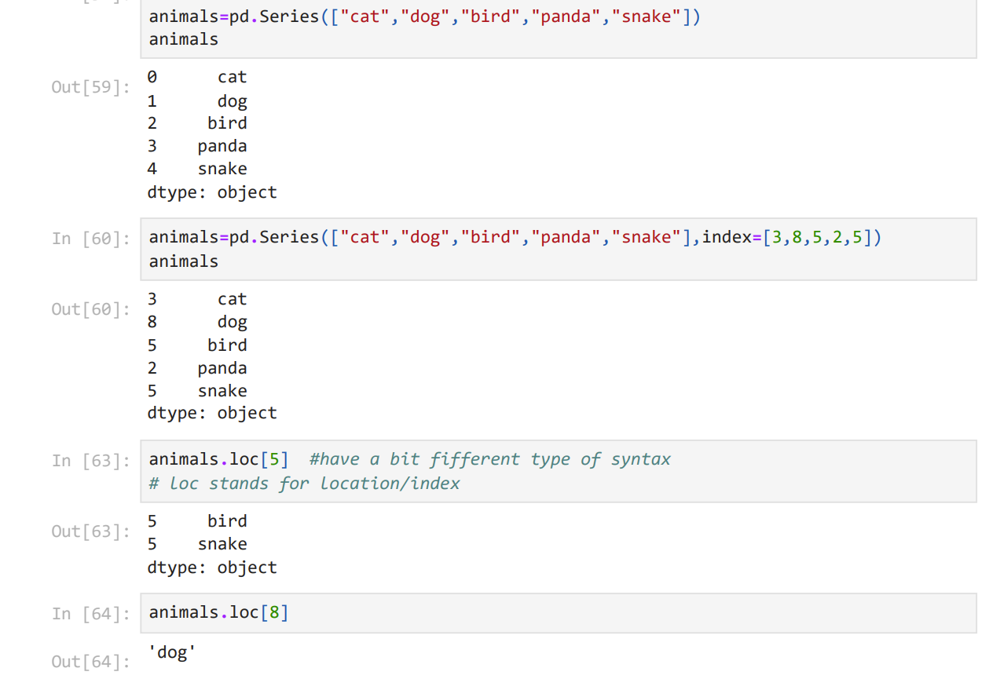 animals=pd.Series(["cat","dog","bird","panda","snake"])
animals
Out[59]:
0 cat
1 dog
2 bird
3 panda
4 snake
dtype: object
In [60]:
animals=pd.Series(["cat","dog","bird","panda","snake"],index=[3,8,5,2,5])
animals
Out[60]:
3 cat
8 dog
5 bird
2 panda
5 snake
dtype: object
In [63]:
animals.loc[5]  #have a bit fifferent type of syntax
# loc stands for location/index
Out[63]:
5 bird
5 snake
dtype: object
In [64]:
animals.loc[8]
Out[64]:
'dog'